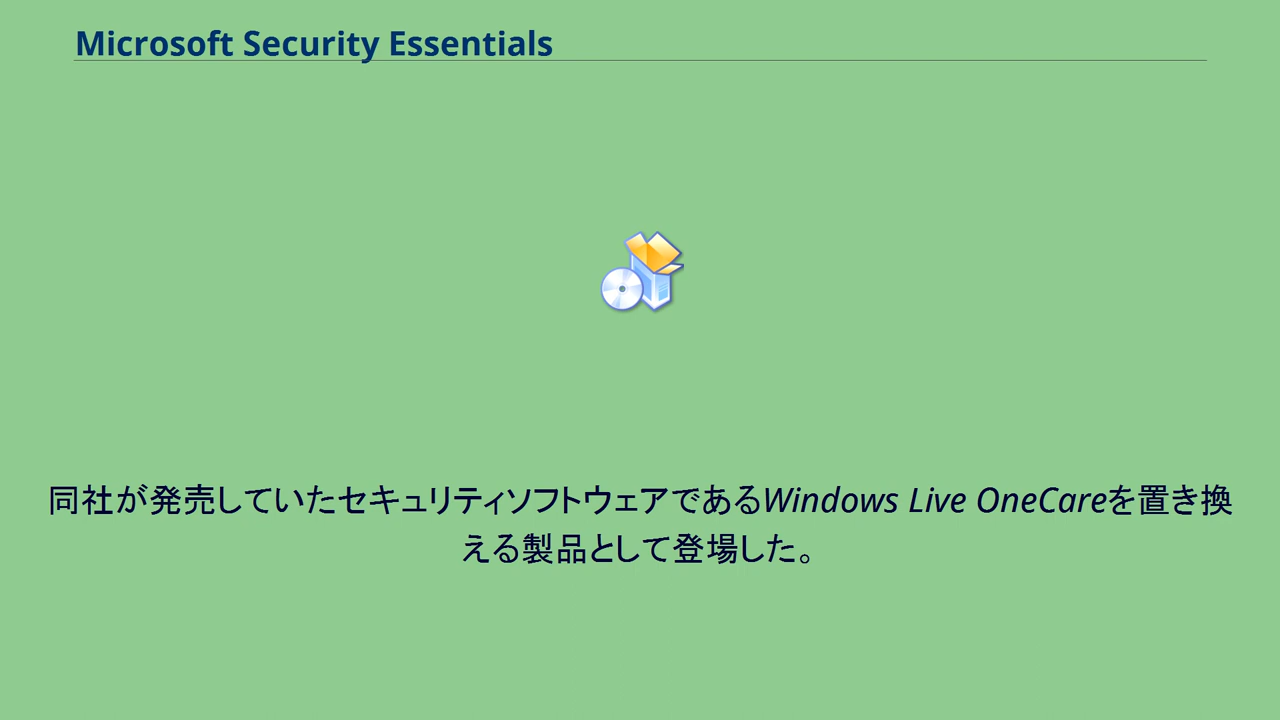 Microsoft Security Essentials
同社が発売していたセキュリティソフトウェアであるWindows Live OneCareを置き換
える製品として登場した。